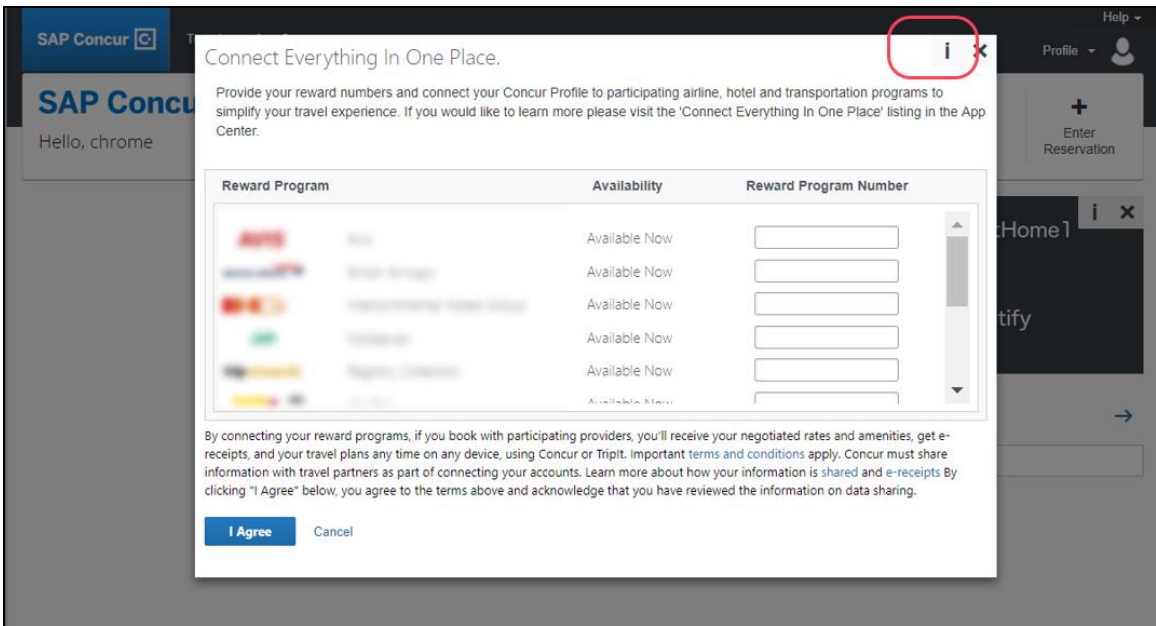 Help
SAP Concur
Profile
Connect Everything In One Place.
i
Provide your reward numbers and connect your Concur Profile to participating airline, hotel and transportation programs to
simplify your travel experience. If you would like to learn more please visit the 'Connect Everything In One Place' listing in the App
Center.
SAP Concu
Hello, chrome
+
Enter
Reservation
Reward Program Availability Reward Program Number
AVIS Available Now
Available Now
Available Now
Available Now
Available Now
Available Now
i
tHome1
tify
By connecting your reward programs, if you book with participating providers, you'll receive your negotiated rates and amenities, get e-
receipts, and your travel plans any time on any device, using Concur or TripIt. Important terms and conditions apply. Concur must share
information with travel partners as part of connecting your accounts. Learn more about how your information is shared and e-receipts By
clicking "I Agree" below, you agree to the terms above and acknowledge that you have reviewed the information on data sharing.
I Agree Cancel